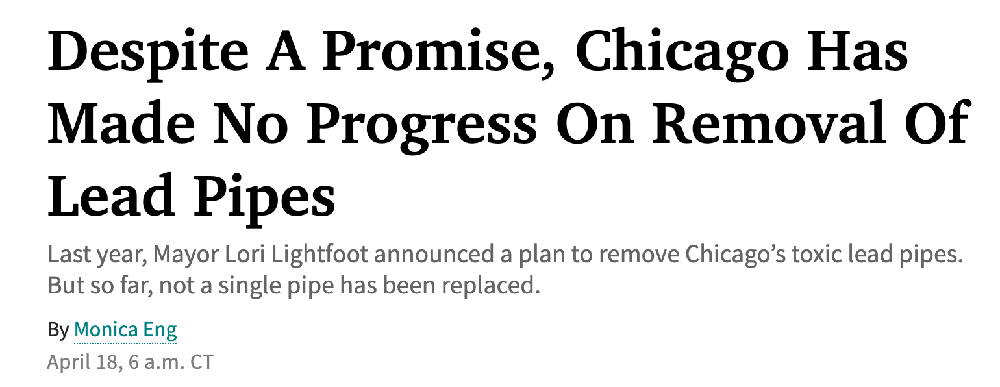 Despite A Promise, Chicago Has
Made No Progress On Removal Of
Lead Pipes
Last year, Mayor Lori Lightfoot announced a plan to remove Chicago’s toxic lead pipes.
But so far, not a single pipe has been replaced.
By Monica Eng
April 18, 6 a.m. CT